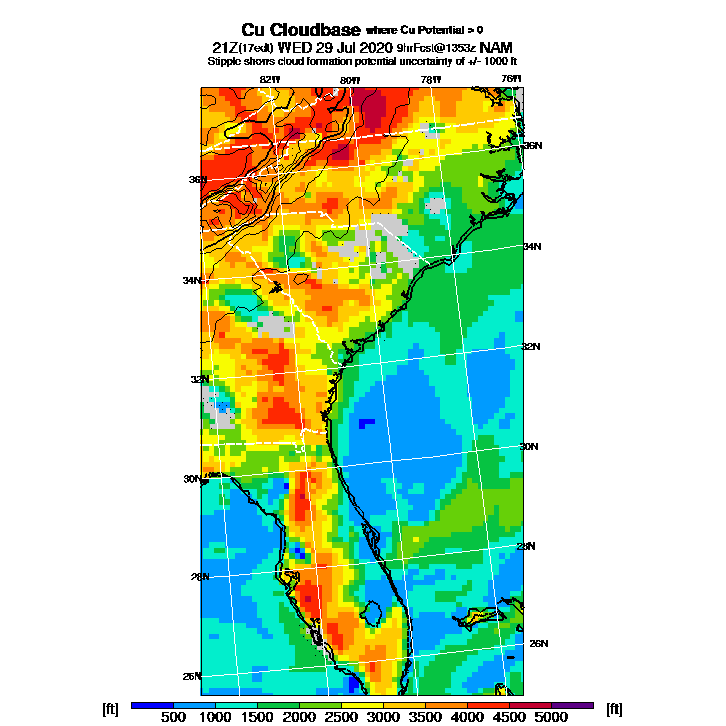 Cu Cloudbase where Cu Potential > 0
21Z(17edt) WED 29 Jul 2020 9hrFcst@1353z NAM
Stipple shows cloud formation potential uncertainty of +/- 1000 ft
82W 80W 78W 76W
36N
36N
34N
34N
32N
32N
30N
30N
28N
28N
26N
26N
[ft] 500 1000 1500 2000 2500 3000 3500 4000 4500 5000 [ft]